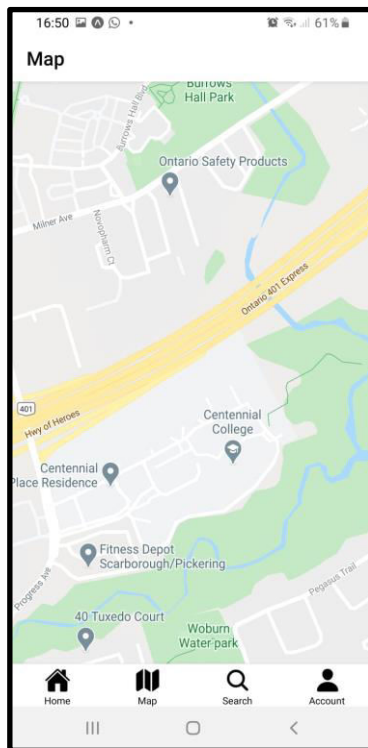 16:50
61%
Map
Burrows
Hall Park
Burrows Hall Blvd
Ontario Safety Products
Milner Ave
Novopharm Ct
Ontario 401 Express
401
Hwy of Heroes
Centennial
College
Centennial
Place Residence
Fitness Depot
Scarborough/Pickering
Progress Ave
Pegasus Trail
40 Tuxedo Court
Woburn
Water park
Home Map Search Account